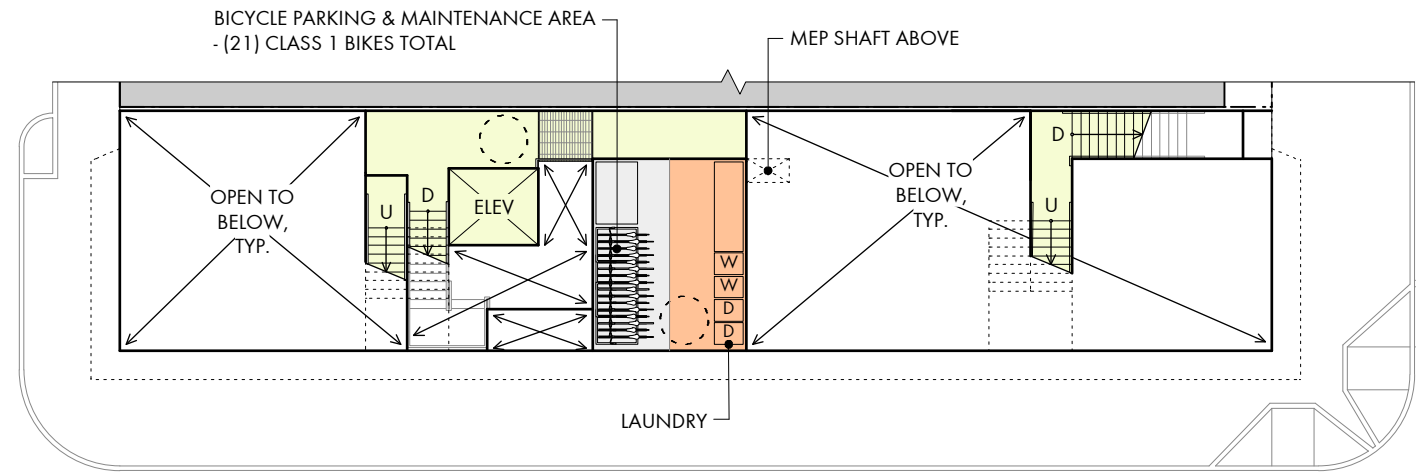 BICYCLE PARKING & MAINTENANCE AREA
- (21) CLASS 1 BIKES TOTAL
MEP SHAFT ABOVE
D
OPEN TO
BELOW,
TYP.
U
D
ELEV
OPEN TO
BELOW,
TYP.
U
W
W
D
D
LAUNDRY